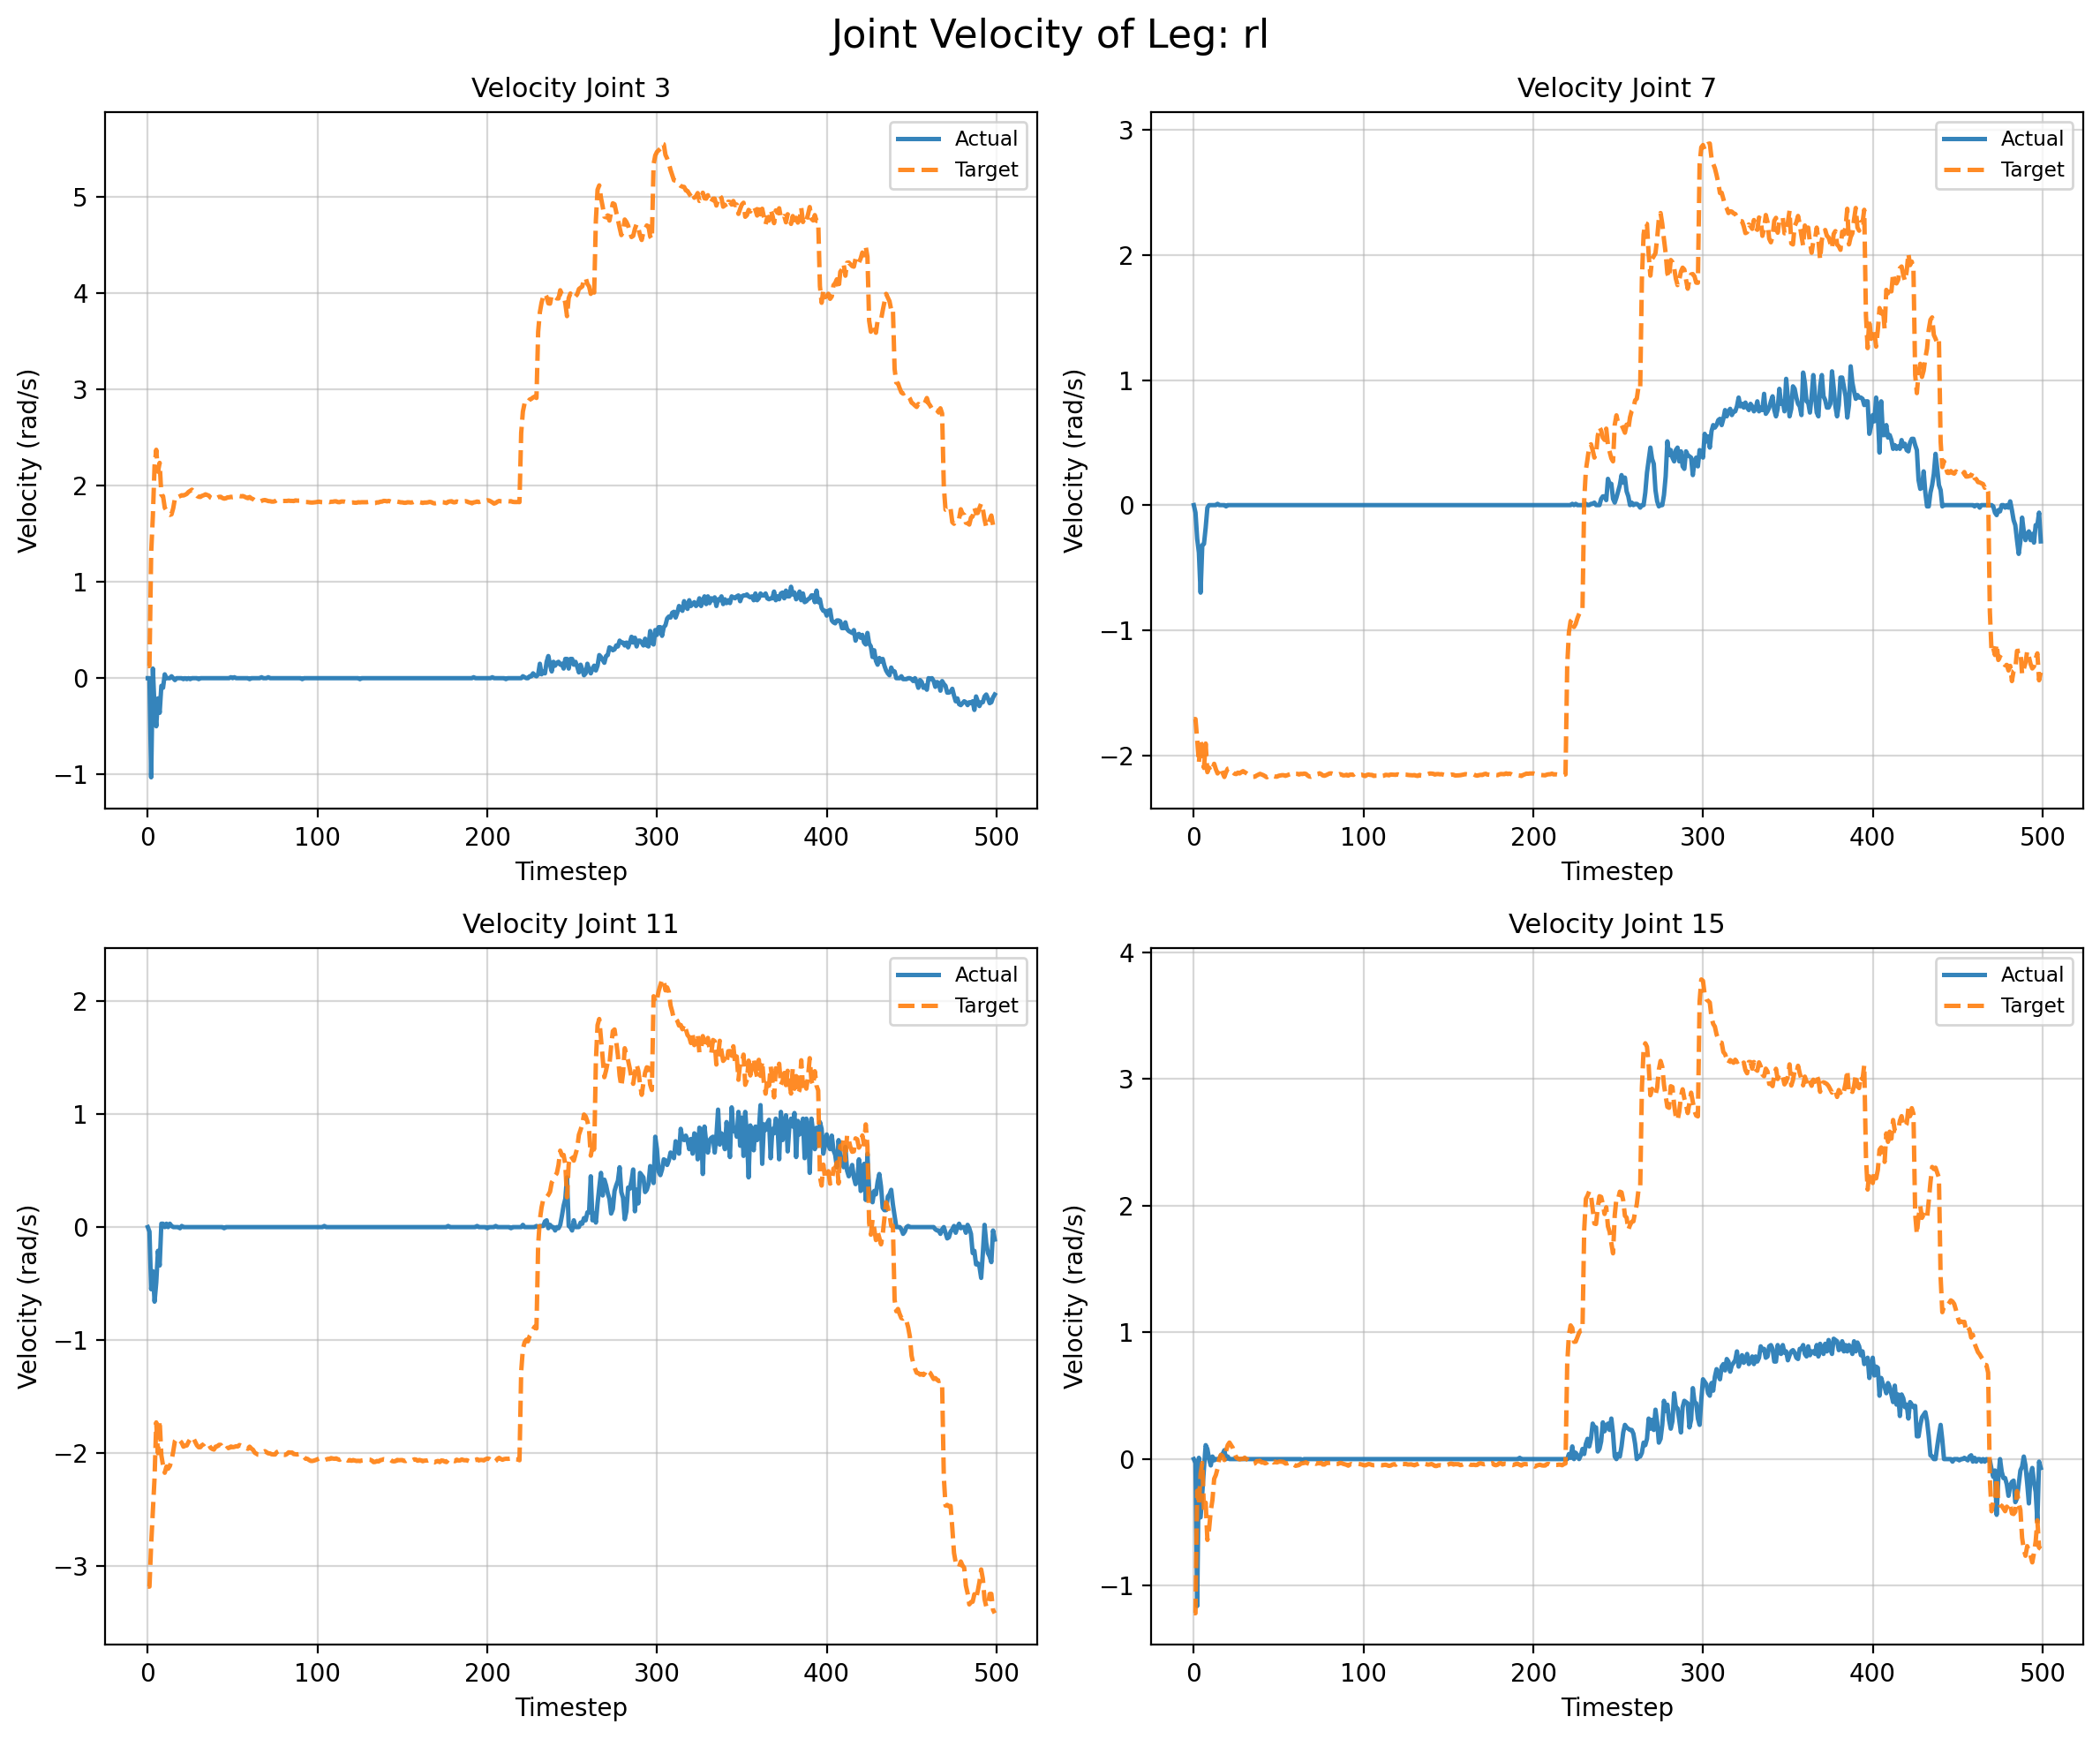 Joint Velocity of Leg: rl
Velocity Joint 3
Velocity (rad/s)
5
4
3
2
1
0
−1
0 100 200 300 400 500
Timestep
Actual
Target
Velocity Joint 7
Velocity (rad/s)
3
2
1
0
−1
−2
0 100 200 300 400 500
Timestep
Actual
Target
Velocity Joint 11
Velocity (rad/s)
2
1
0
−1
−2
−3
0 100 200 300 400 500
Timestep
Actual
Target
Velocity Joint 15
Velocity (rad/s)
4
3
2
1
0
−1
0 100 200 300 400 500
Timestep
Actual
Target